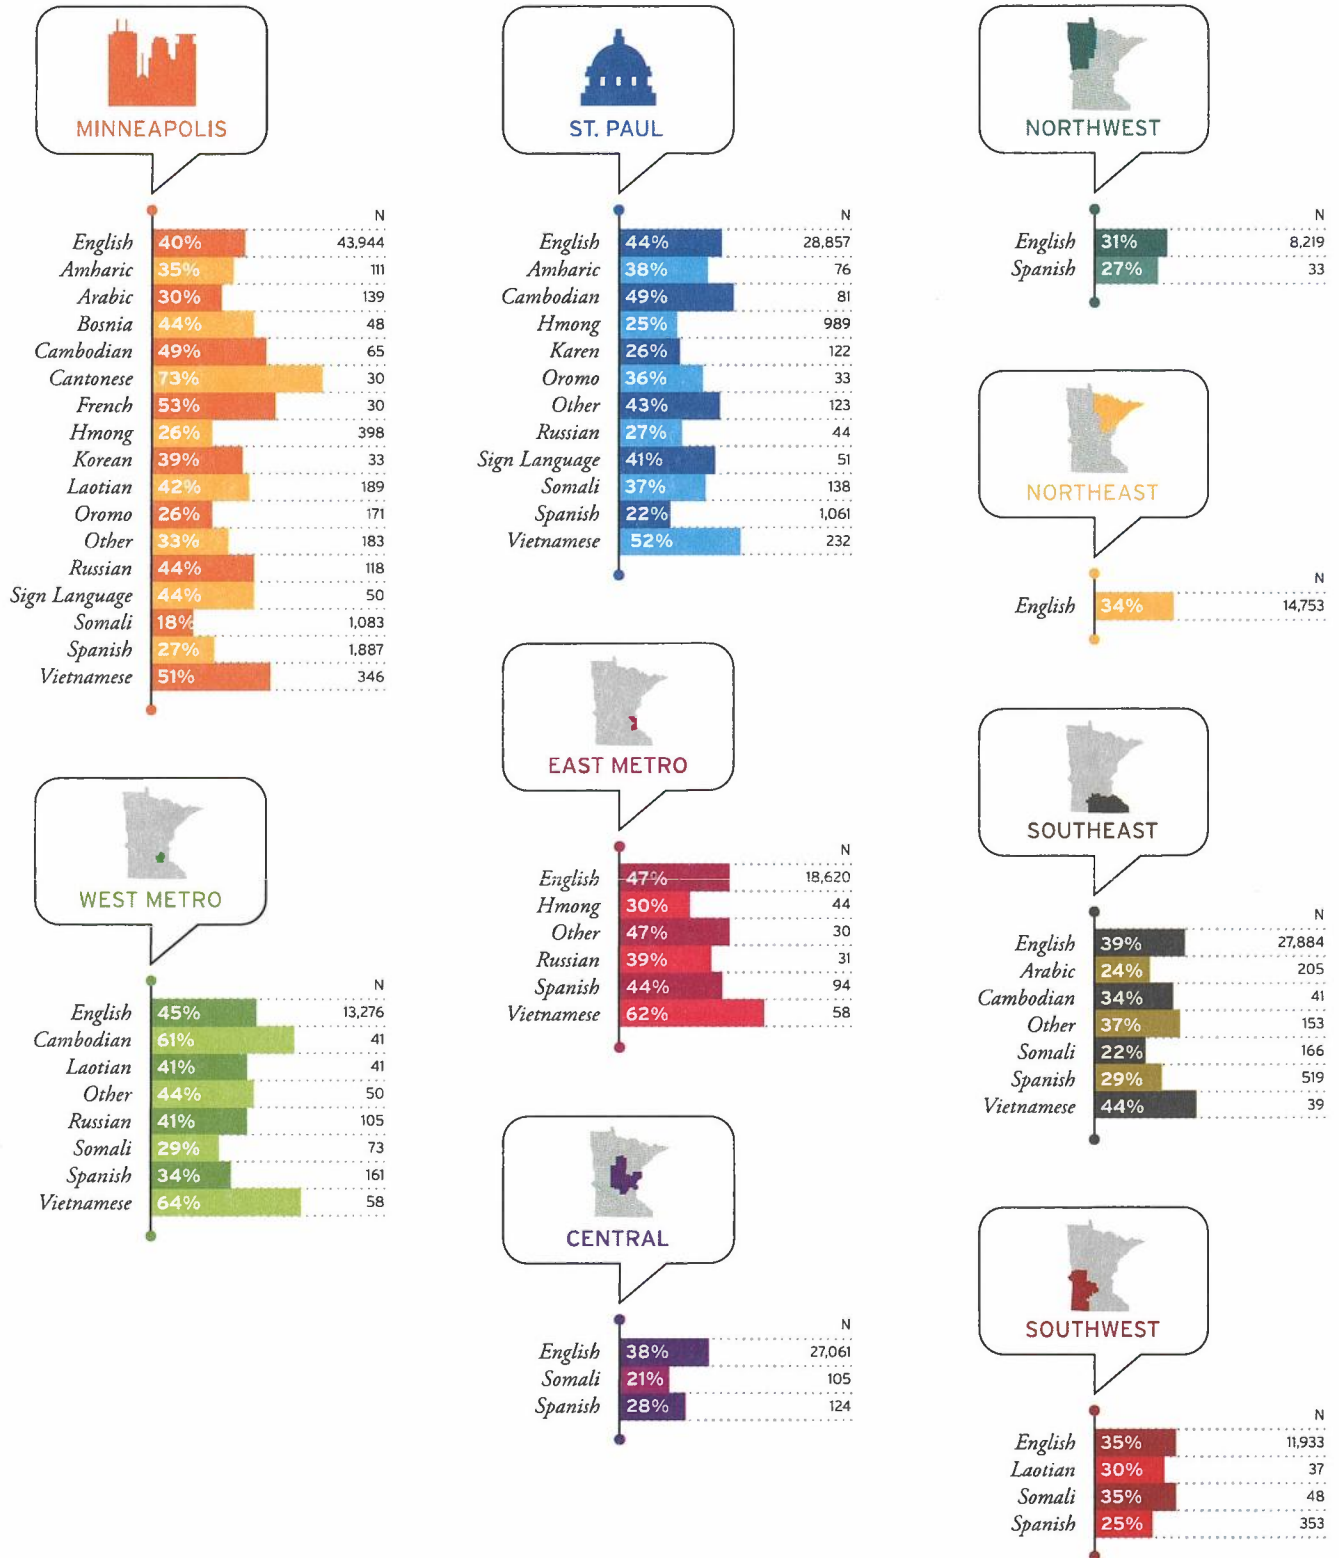 MINNEAPOLIS
N
English 40% 43,944
Amharic 35% 111
Arabic 30% 139
Bosnia 44% 48
Cambodian 49% 65
Cantonese 73% 30
French 53% 30
Hmong 26% 398
Korean 39% 33
Laotian 42% 189
Oromo 26% 171
Other 33% 183
Russian 44% 118
Sign Language 44% 50
Somali 18% 1,083
Spanish 27% 1,887
Vietnamese 51% 346
WEST METRO
N
English 45% 13,276
Cambodian 61% 41
Laotian 41% 41
Other 44% 50
Russian 41% 105
Somali 29% 73
Spanish 34% 161
Vietnamese 64% 58
ST. PAUL
N
English 44% 28,857
Amharic 38% 76
Cambodian 49% 81
Hmong 25% 989
Karen 26% 122
Oromo 36% 33
Other 43% 123
Russian 27% 44
Sign Language 41% 51
Somali 37% 138
Spanish 22% 1,061
Vietnamese 52% 232
EAST METRO
N
English 47% 18,620
Hmong 30% 44
Other 47% 30
Russian 39% 31
Spanish 44% 94
Vietnamese 62% 58
CENTRAL
N
English 38% 27,061
Somali 21% 105
Spanish 28% 124
NORTHWEST
N
English 31% 8,219
Spanish 27% 33
NORTHEAST
N
English 34% 14,753
SOUTHEAST
N
English 39% 27,884
Arabic 24% 205
Cambodian 34% 41
Other 37% 153
Somali 22% 166
Spanish 29% 519
Vietnamese 44% 39
SOUTHWEST
N
English 35% 11,933
Laotian 30% 37
Somali 35% 48
Spanish 25% 353